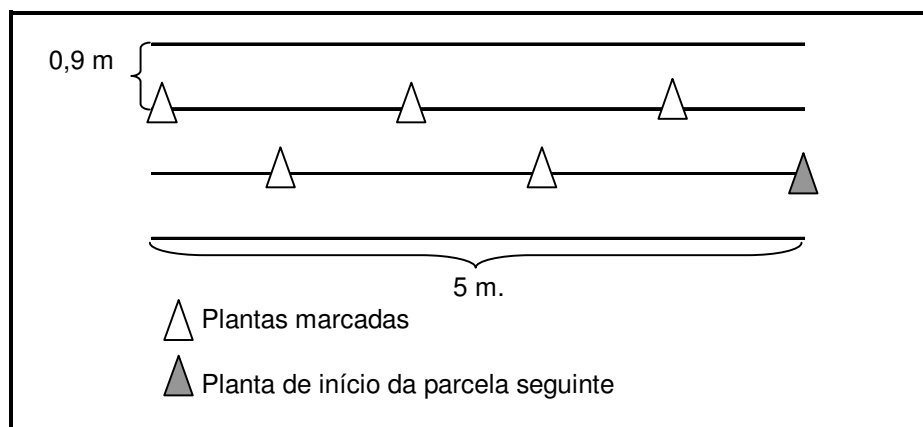 0,9 m
5 m.
Plantas marcadas
Planta de início da parcela seguinte